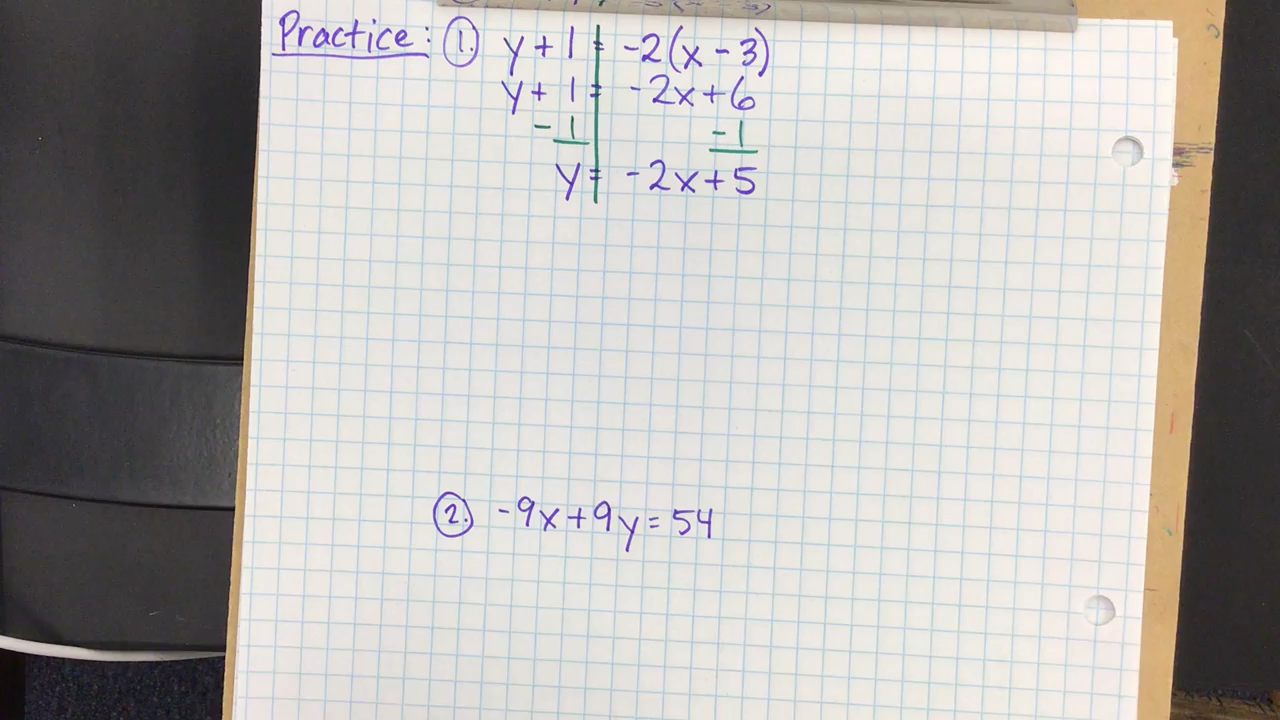 Practice: 1. y + 1 = -2(x - 3)
y + 1 = -2x + 6
- 1 - 1
y = -2x + 5
2. -9x + 9y = 54